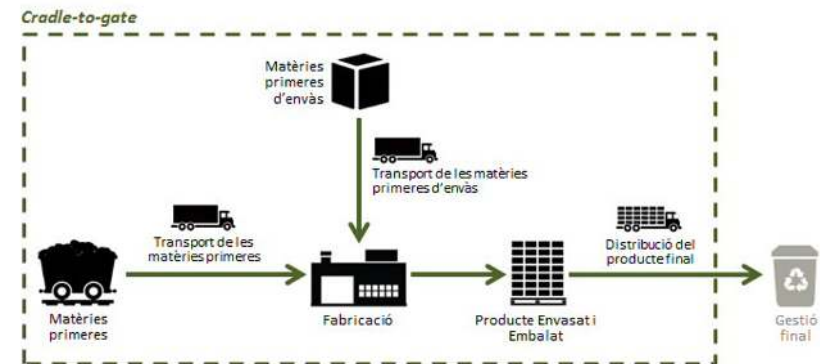 Cradle-to-gate
Matèries
primeres
d'envàs
Transport de les matèries
primeres d'envàs
Transport de les
matèries primeres
Distribució del
producte final
Matèries
primeres
Fabricació
Producte Envasat i
Embalat
Gestió
final